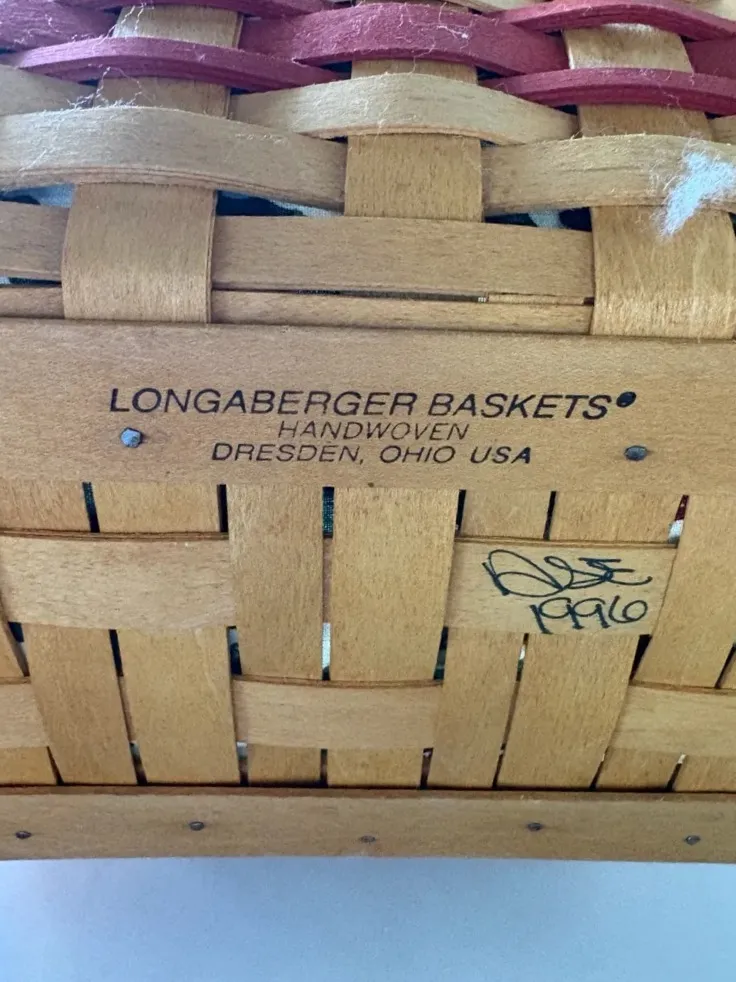 LONGABERGER BASKETS®
HANDWOVEN
DRESDEN, OHIO USA
1996